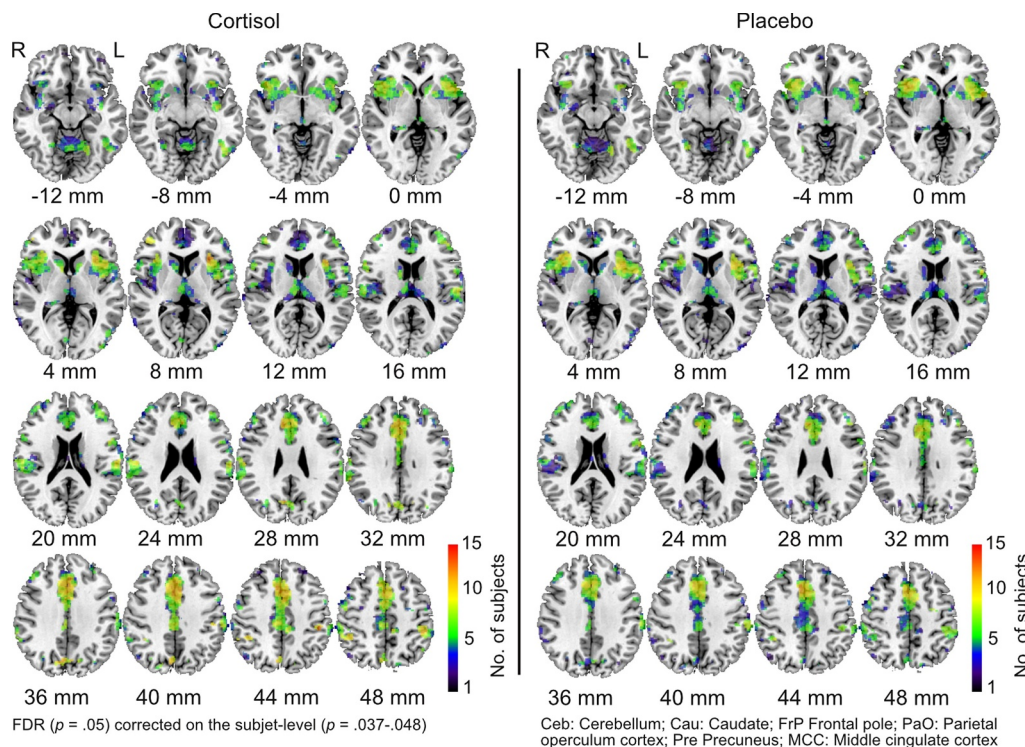 Cortisol
Placebo
R L
R L
-12 mm -8 mm -4 mm 0 mm
-12 mm -8 mm -4 mm 0 mm
4 mm 8 mm 12 mm 16 mm
4 mm 8 mm 12 mm 16 mm
20 mm 24 mm 28 mm 32 mm
20 mm 24 mm 28 mm 32 mm
15
10
5
1
No. of subjects
15
10
5
1
No. of subjects
36 mm 40 mm 44 mm 48 mm
36 mm 40 mm 44 mm 48 mm
FDR (p = .05) corrected on the subjet-level (p = .037-.048)
Ceb: Cerebellum; Cau: Caudate; FrP Frontal pole; PaO: Parietal
operculum cortex; Pre Precuneus; MCC: Middle cingulate cortex